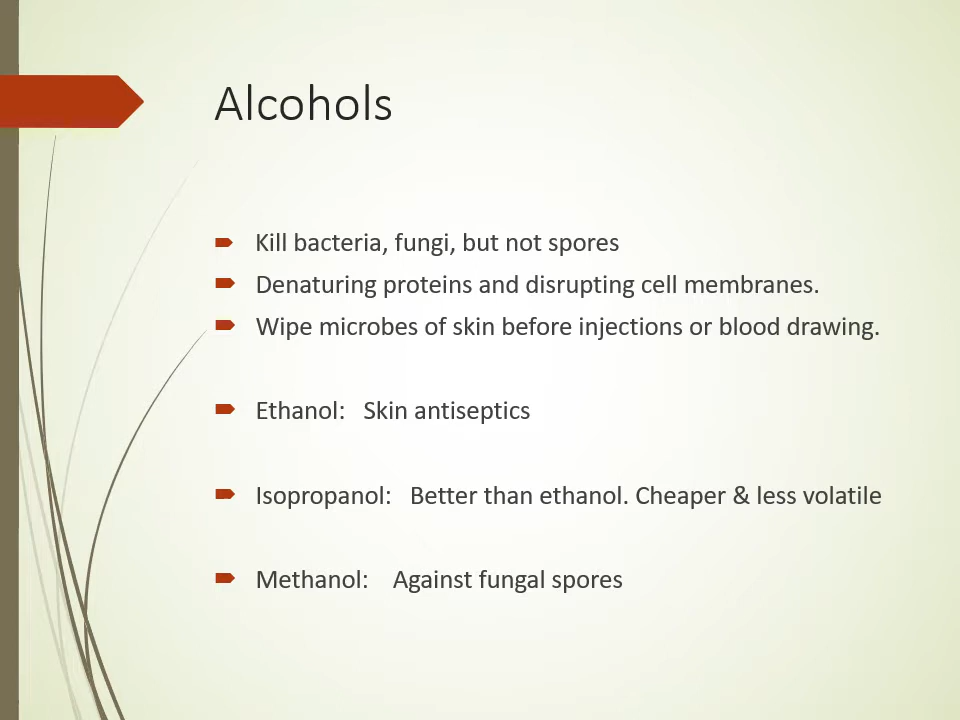 Alcohols
Kill bacteria, fungi, but not spores
Denaturing proteins and disrupting cell membranes.
Wipe microbes of skin before injections or blood drawing.
Ethanol: Skin antiseptics
Isopropanol: Better than ethanol. Cheaper & less volatile
Methanol: Against fungal spores